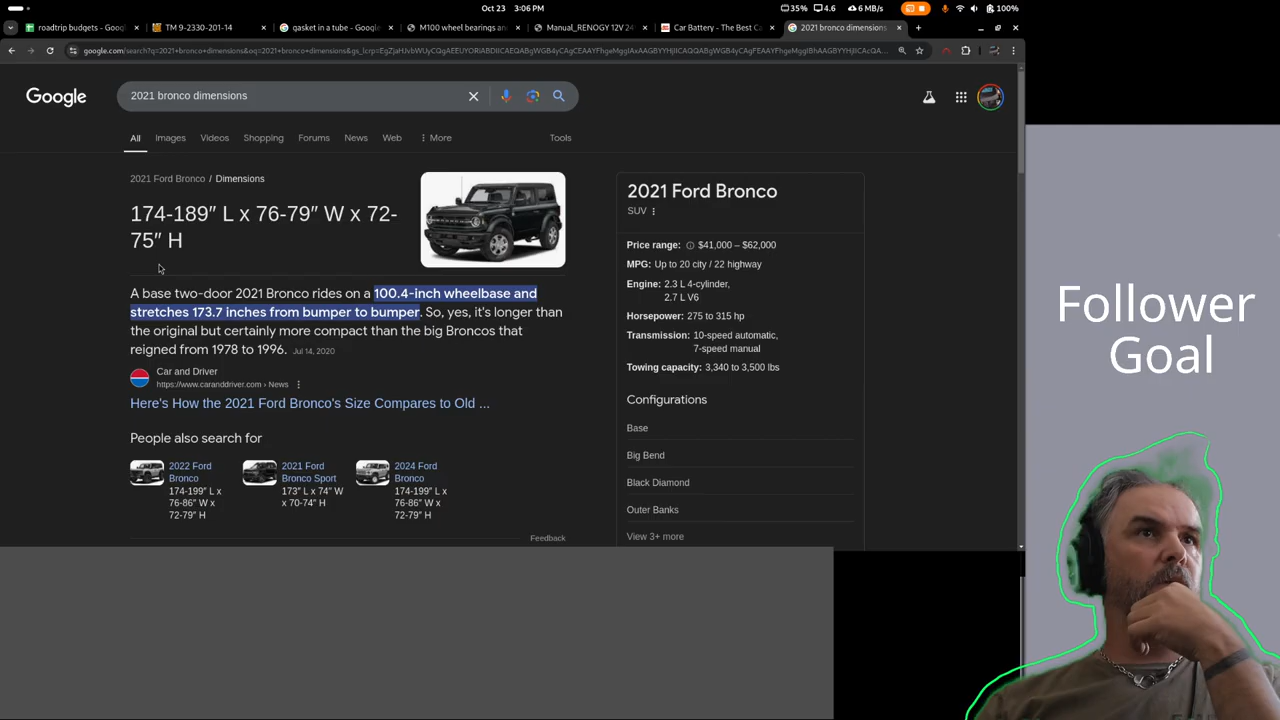 Oct 23 3:06 PM
35% 4.6 6 MB/s 100%
roadtrip budgets - Goog
TM 9-2330-201-14
gasket in a tube - Google
M100 wheel bearings an
Manual_RENOGY 12V 24
Car Battery - The Best Ca
2021 bronco dimensions
Google
2021 bronco dimensions
All Images Videos Shopping Forums News Web More Tools
2021 Ford Bronco / Dimensions
174-189″ L x 76-79″ W x 72-
75″ H
A base two-door 2021 Bronco rides on a 100.4-inch wheelbase and
stretches 173.7 inches from bumper to bumper. So, yes, it's longer than
the original but certainly more compact than the big Broncos that
reigned from 1978 to 1996. Jul 14, 2020
Car and Driver
https://www.caranddriver.com › News
Here's How the 2021 Ford Bronco's Size Compares to Old ...
People also search for
2022 Ford
Bronco
174-199″ L x
76-86″ W x
72-79″ H
2021 Ford
Bronco Sport
173″ L x 74″ W
x 70-74″ H
2024 Ford
Bronco
174-199″ L x
76-86″ W x
72-79″ H
Feedback
2021 Ford Bronco
SUV
Price range: $41,000 – $62,000
MPG: Up to 20 city / 22 highway
Engine: 2.3 L 4-cylinder,
2.7 L V6
Horsepower: 275 to 315 hp
Transmission: 10-speed automatic,
7-speed manual
Towing capacity: 3,340 to 3,500 lbs
Configurations
Base
Big Bend
Black Diamond
Outer Banks
View 3+ more
Follower
Goal